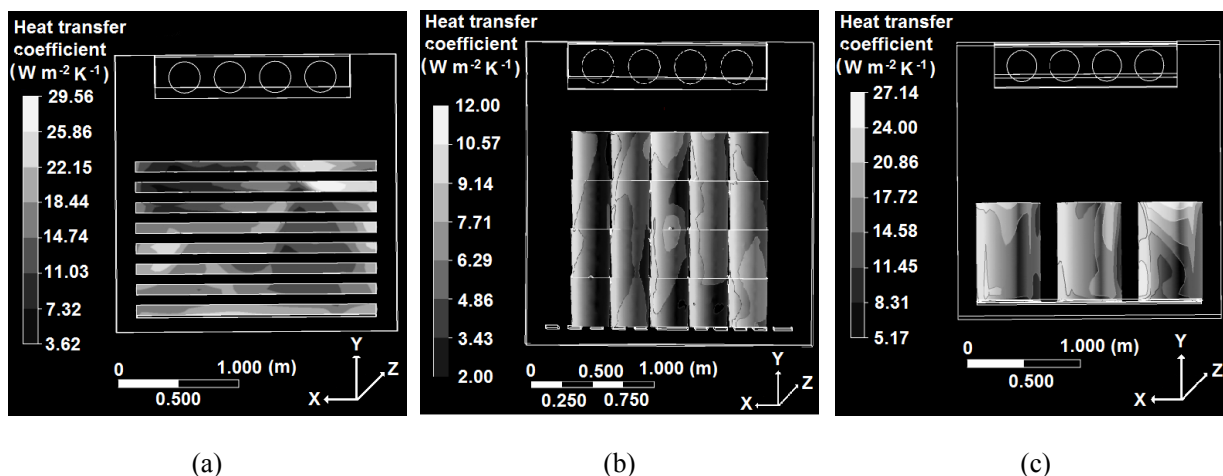 Heat transfer
coefficient
(W m-2 K-1)
29.56
25.86
22.15
18.44
14.74
11.03
7.32
3.62
0
1.000 (m)
0.500
Y
Z
X
(a)
Heat transfer
coefficient
(W m-2 K-1)
12.00
10.57
9.14
7.71
6.29
4.86
3.43
2.00
0
0.500
1.000 (m)
0.250
0.750
Y
Z
X
(b)
Heat transfer
coefficient
(W m-2 K-1)
27.14
24.00
20.86
17.72
14.58
11.45
8.31
5.17
0
1.000 (m)
0.500
Y
Z
X
(c)